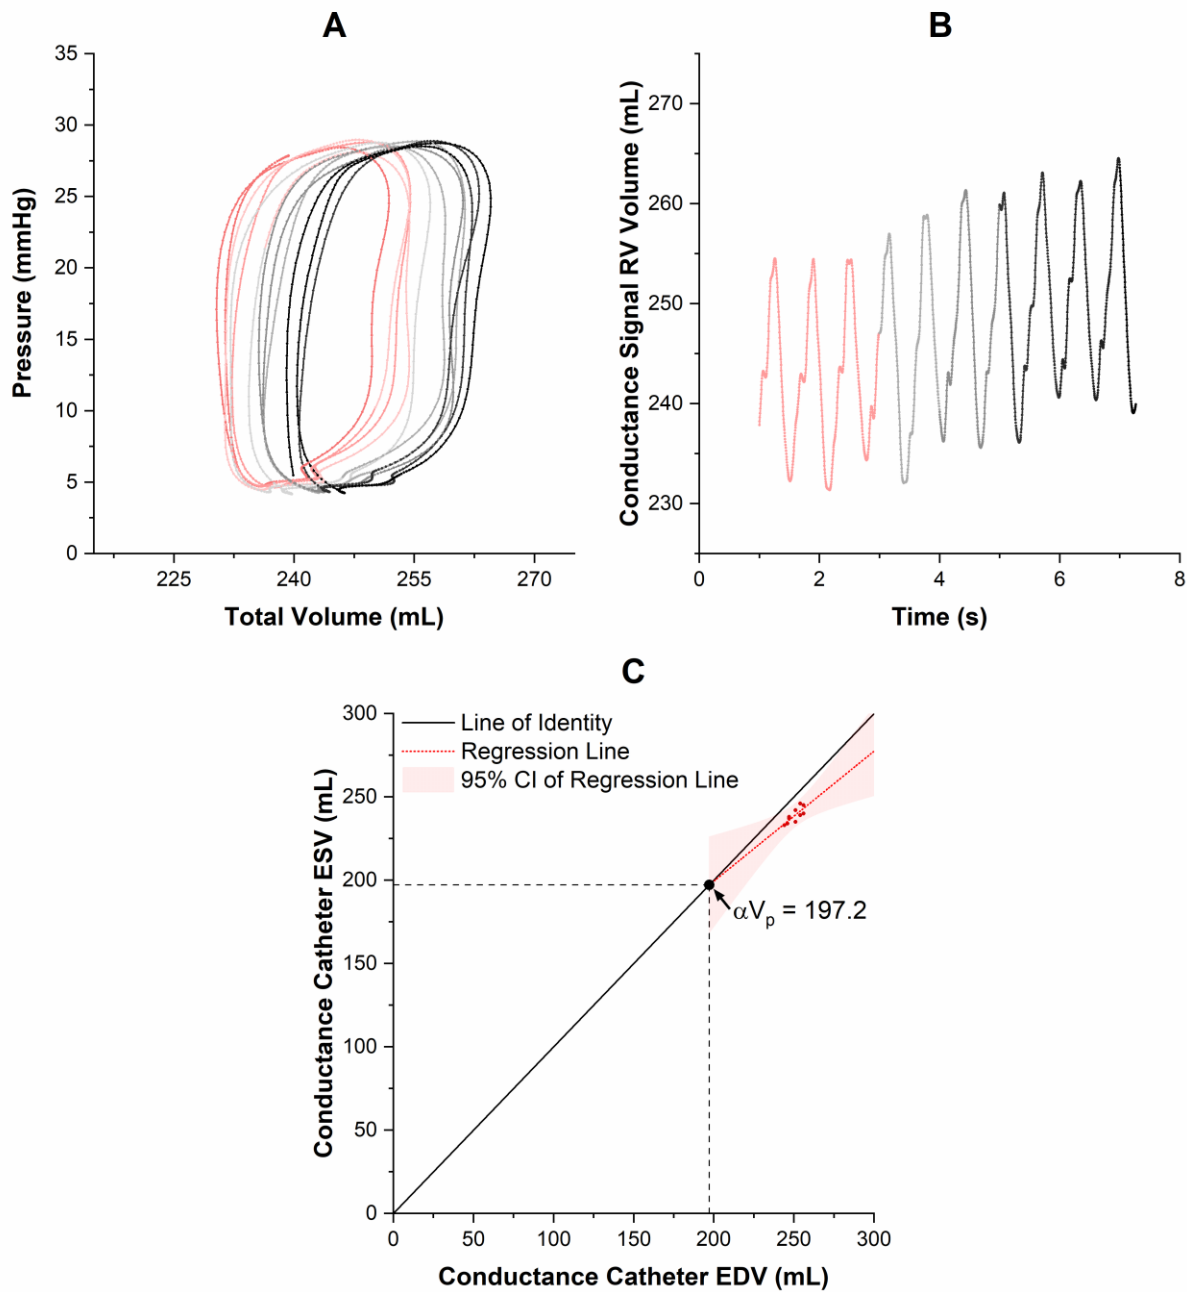 A
35
30
25
20
15
10
5
0
Pressure (mmHg)
225
240
255
270
Total Volume (mL)
B
270
260
250
240
230
Conductance Signal RV Volume (mL)
0
2
4
6
8
Time (s)
C
300
250
200
150
100
50
0
Conductance Catheter ESV (mL)
Line of Identity
Regression Line
95% CI of Regression Line
αVp = 197.2
0
50
100
150
200
250
300
Conductance Catheter EDV (mL)